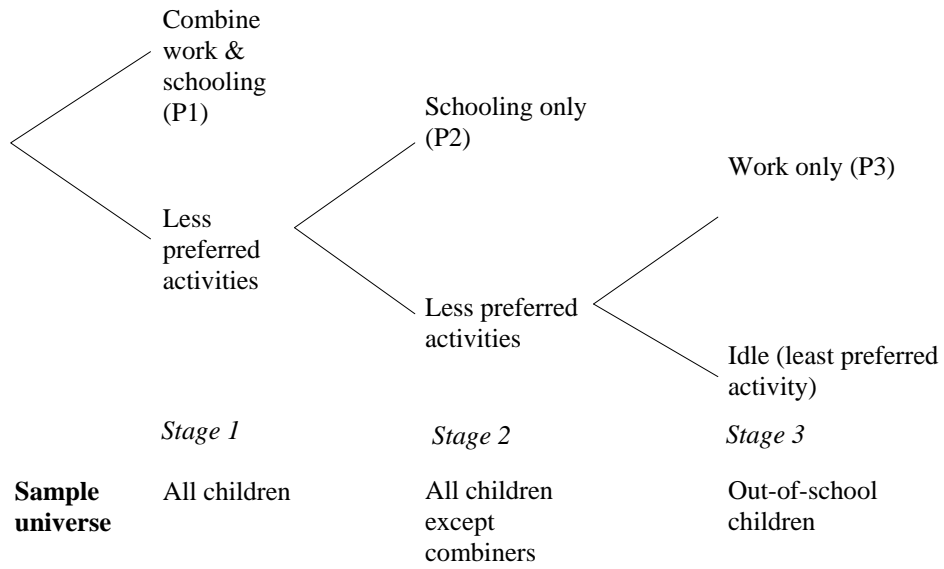 Combine
work &
schooling
(P1)
Less
preferred
activities
Schooling only
(P2)
Less preferred
activities
Work only (P3)
Idle (least preferred
activity)
Stage 1
Stage 2
Stage 3
Sample
universe
All children
All children
except
combiners
Out-of-school
children